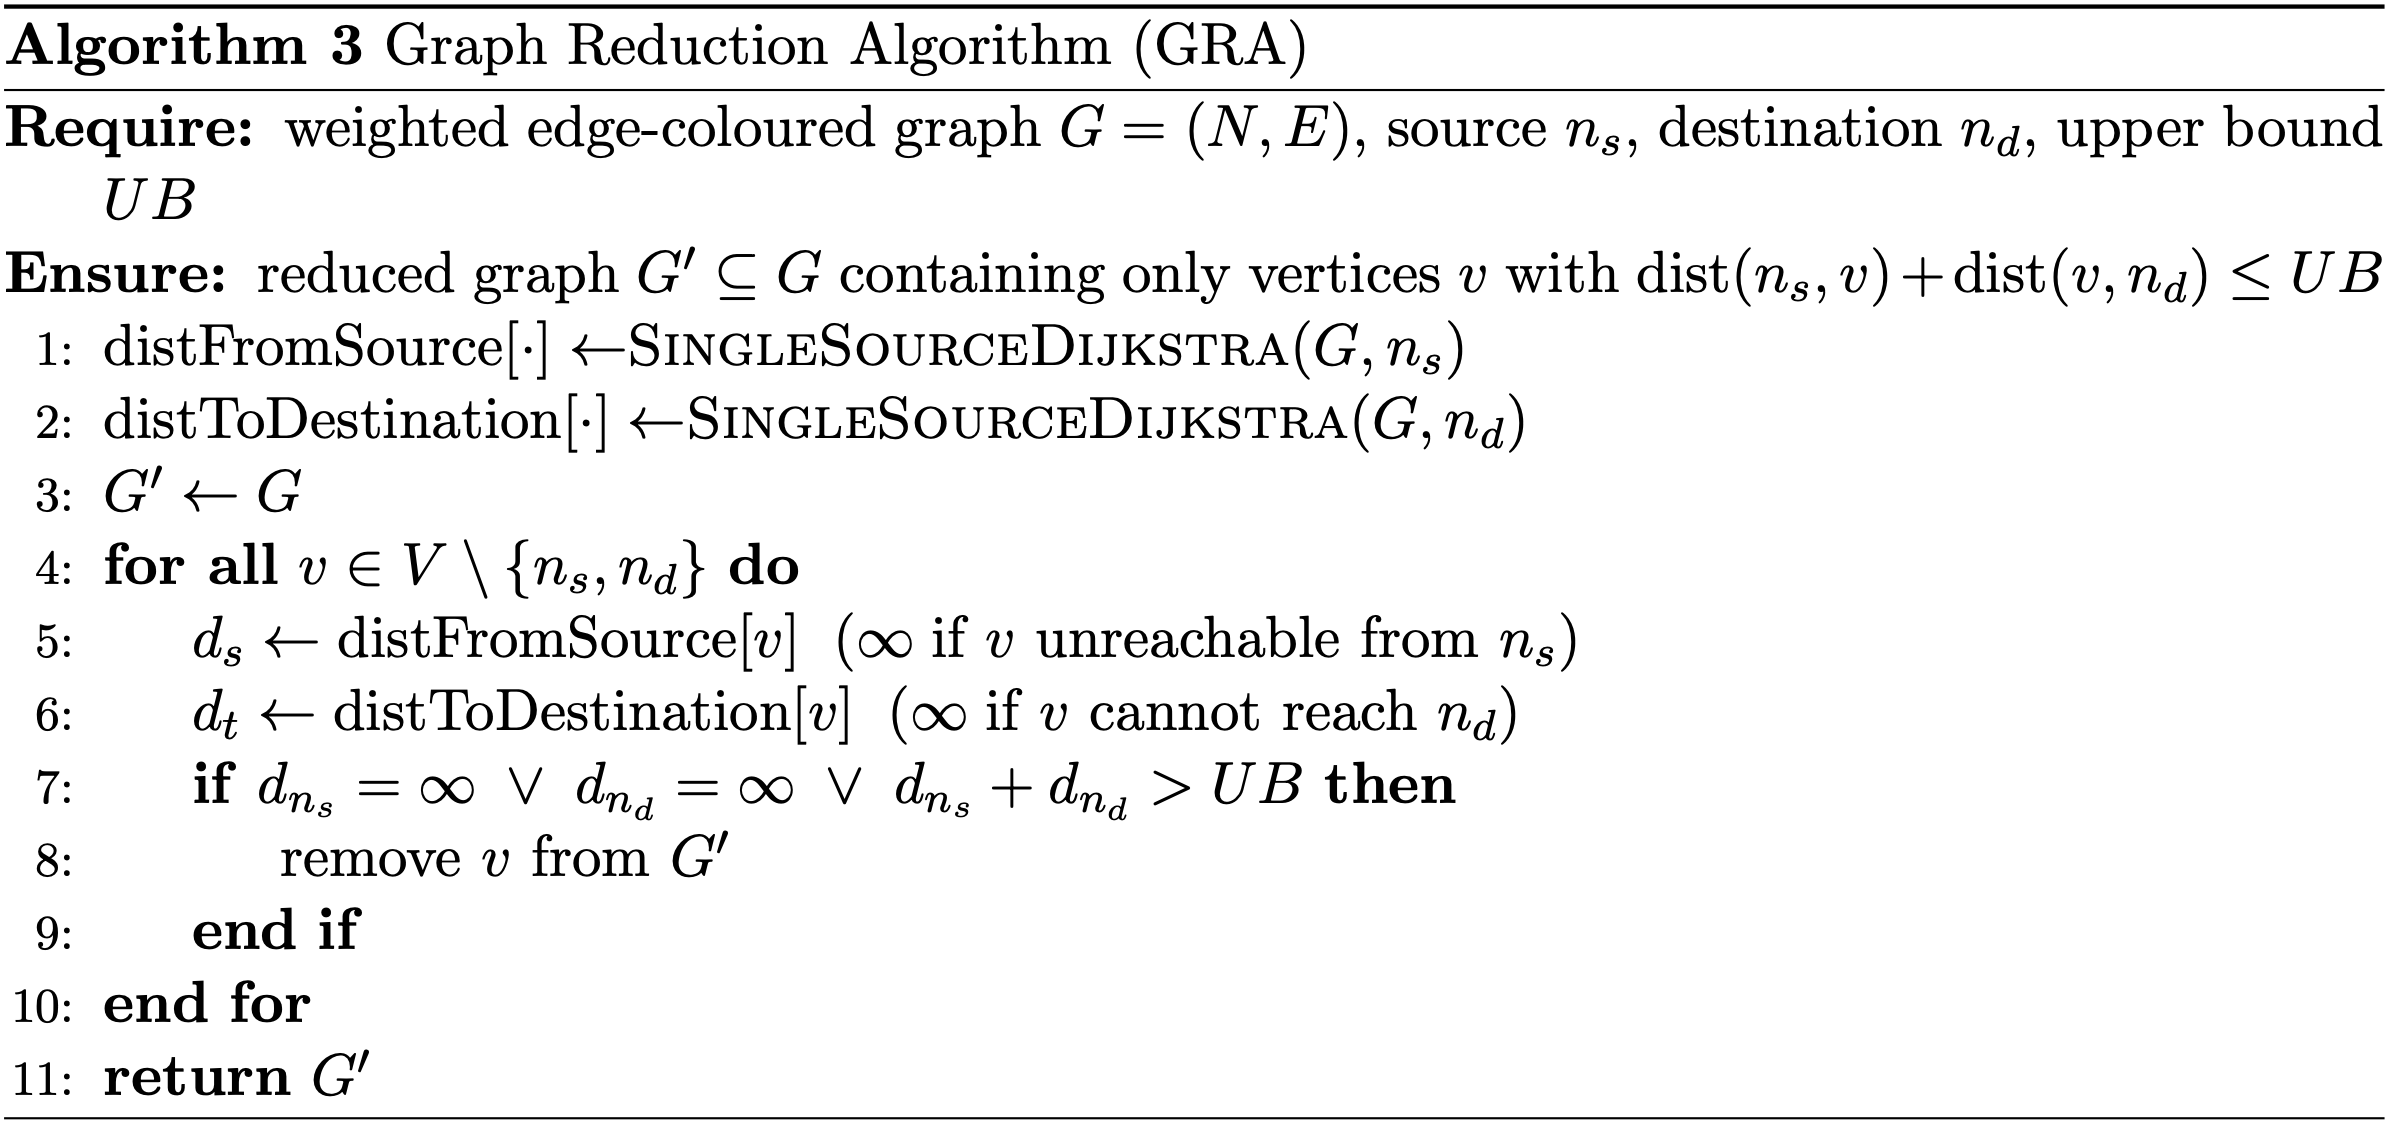 Algorithm 3 Graph Reduction Algorithm (GRA)
Require: weighted edge-coloured graph G = (N, E), source n_s, destination n_d, upper bound
UB
Ensure: reduced graph G′ ⊆ G containing only vertices v with dist(n_s, v) + dist(v, n_d) ≤ UB
1: distFromSource[·] ←SINGLESOURCEDIJKSTRA(G, n_s)
2: distToDestination[·] ←SINGLESOURCEDIJKSTRA(G, n_d)
3: G′ ← G
4: for all v ∈ V \ {n_s, n_d} do
5: d_s ← distFromSource[v] (∞ if v unreachable from n_s)
6: d_t ← distToDestination[v] (∞ if v cannot reach n_d)
7: if d_{n_s} = ∞ ∨ d_{n_d} = ∞ ∨ d_{n_s} + d_{n_d} > UB then
8: remove v from G′
9: end if
10: end for
11: return G′